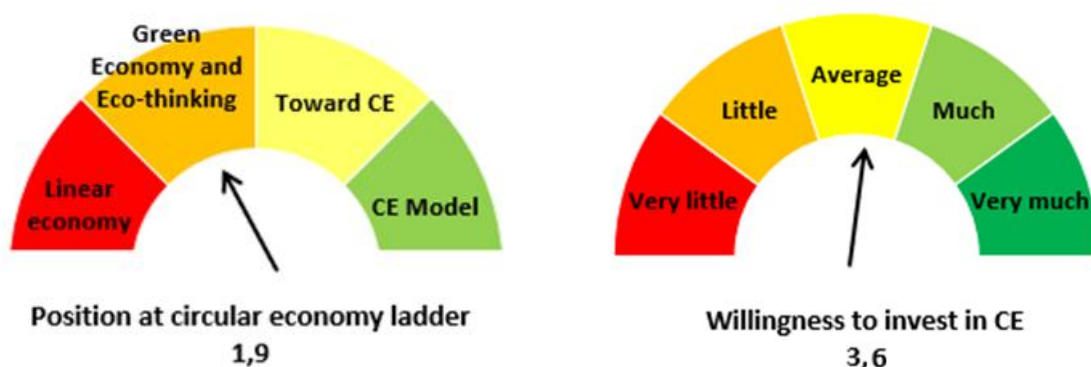 Green
Economy and
Eco-thinking
Toward CE
Linear
economy
CE Model
Position at circular economy ladder
1,9
Average
Little
Much
Very little
Very much
Willingness to invest in CE
3,6